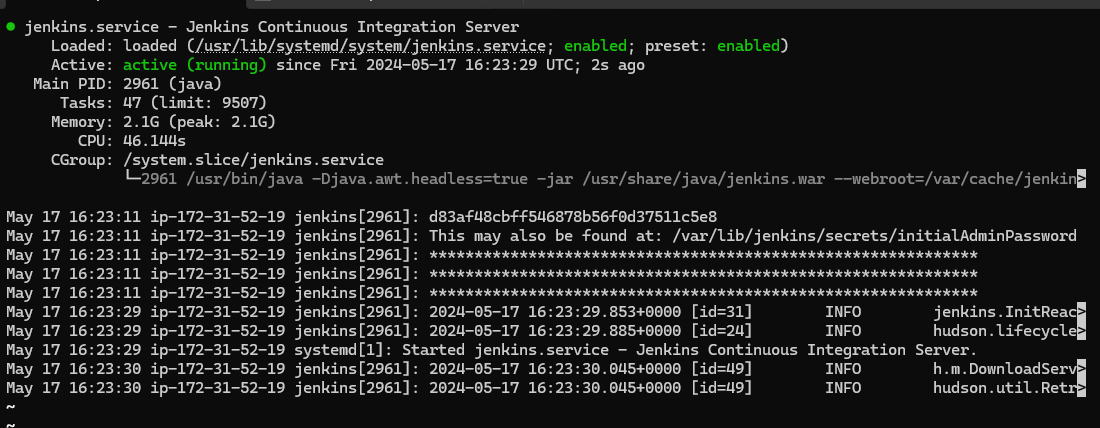 ● jenkins.service - Jenkins Continuous Integration Server
Loaded: loaded (/usr/lib/systemd/system/jenkins.service; enabled; preset: enabled)
Active: active (running) since Fri 2024-05-17 16:23:29 UTC; 2s ago
Main PID: 2961 (java)
Tasks: 47 (limit: 9507)
Memory: 2.1G (peak: 2.1G)
CPU: 46.144s
CGroup: /system.slice/jenkins.service
└─2961 /usr/bin/java -Djava.awt.headless=true -jar /usr/share/java/jenkins.war --webroot=/var/cache/jenkin>
May 17 16:23:11 ip-172-31-52-19 jenkins[2961]: d83af48cbff546878b56f0d37511c5e8
May 17 16:23:11 ip-172-31-52-19 jenkins[2961]: This may also be found at: /var/lib/jenkins/secrets/initialAdminPassword
May 17 16:23:11 ip-172-31-52-19 jenkins[2961]: *************************************************************
May 17 16:23:11 ip-172-31-52-19 jenkins[2961]: *************************************************************
May 17 16:23:11 ip-172-31-52-19 jenkins[2961]: *************************************************************
May 17 16:23:29 ip-172-31-52-19 jenkins[2961]: 2024-05-17 16:23:29.853+0000 [id=31]        INFO        jenkins.InitReac>
May 17 16:23:29 ip-172-31-52-19 jenkins[2961]: 2024-05-17 16:23:29.885+0000 [id=24]        INFO        hudson.lifecycle>
May 17 16:23:29 ip-172-31-52-19 systemd[1]: Started jenkins.service - Jenkins Continuous Integration Server.
May 17 16:23:30 ip-172-31-52-19 jenkins[2961]: 2024-05-17 16:23:30.045+0000 [id=49]        INFO        h.m.DownloadServ>
May 17 16:23:30 ip-172-31-52-19 jenkins[2961]: 2024-05-17 16:23:30.045+0000 [id=49]        INFO        hudson.util.Retr>
~
~